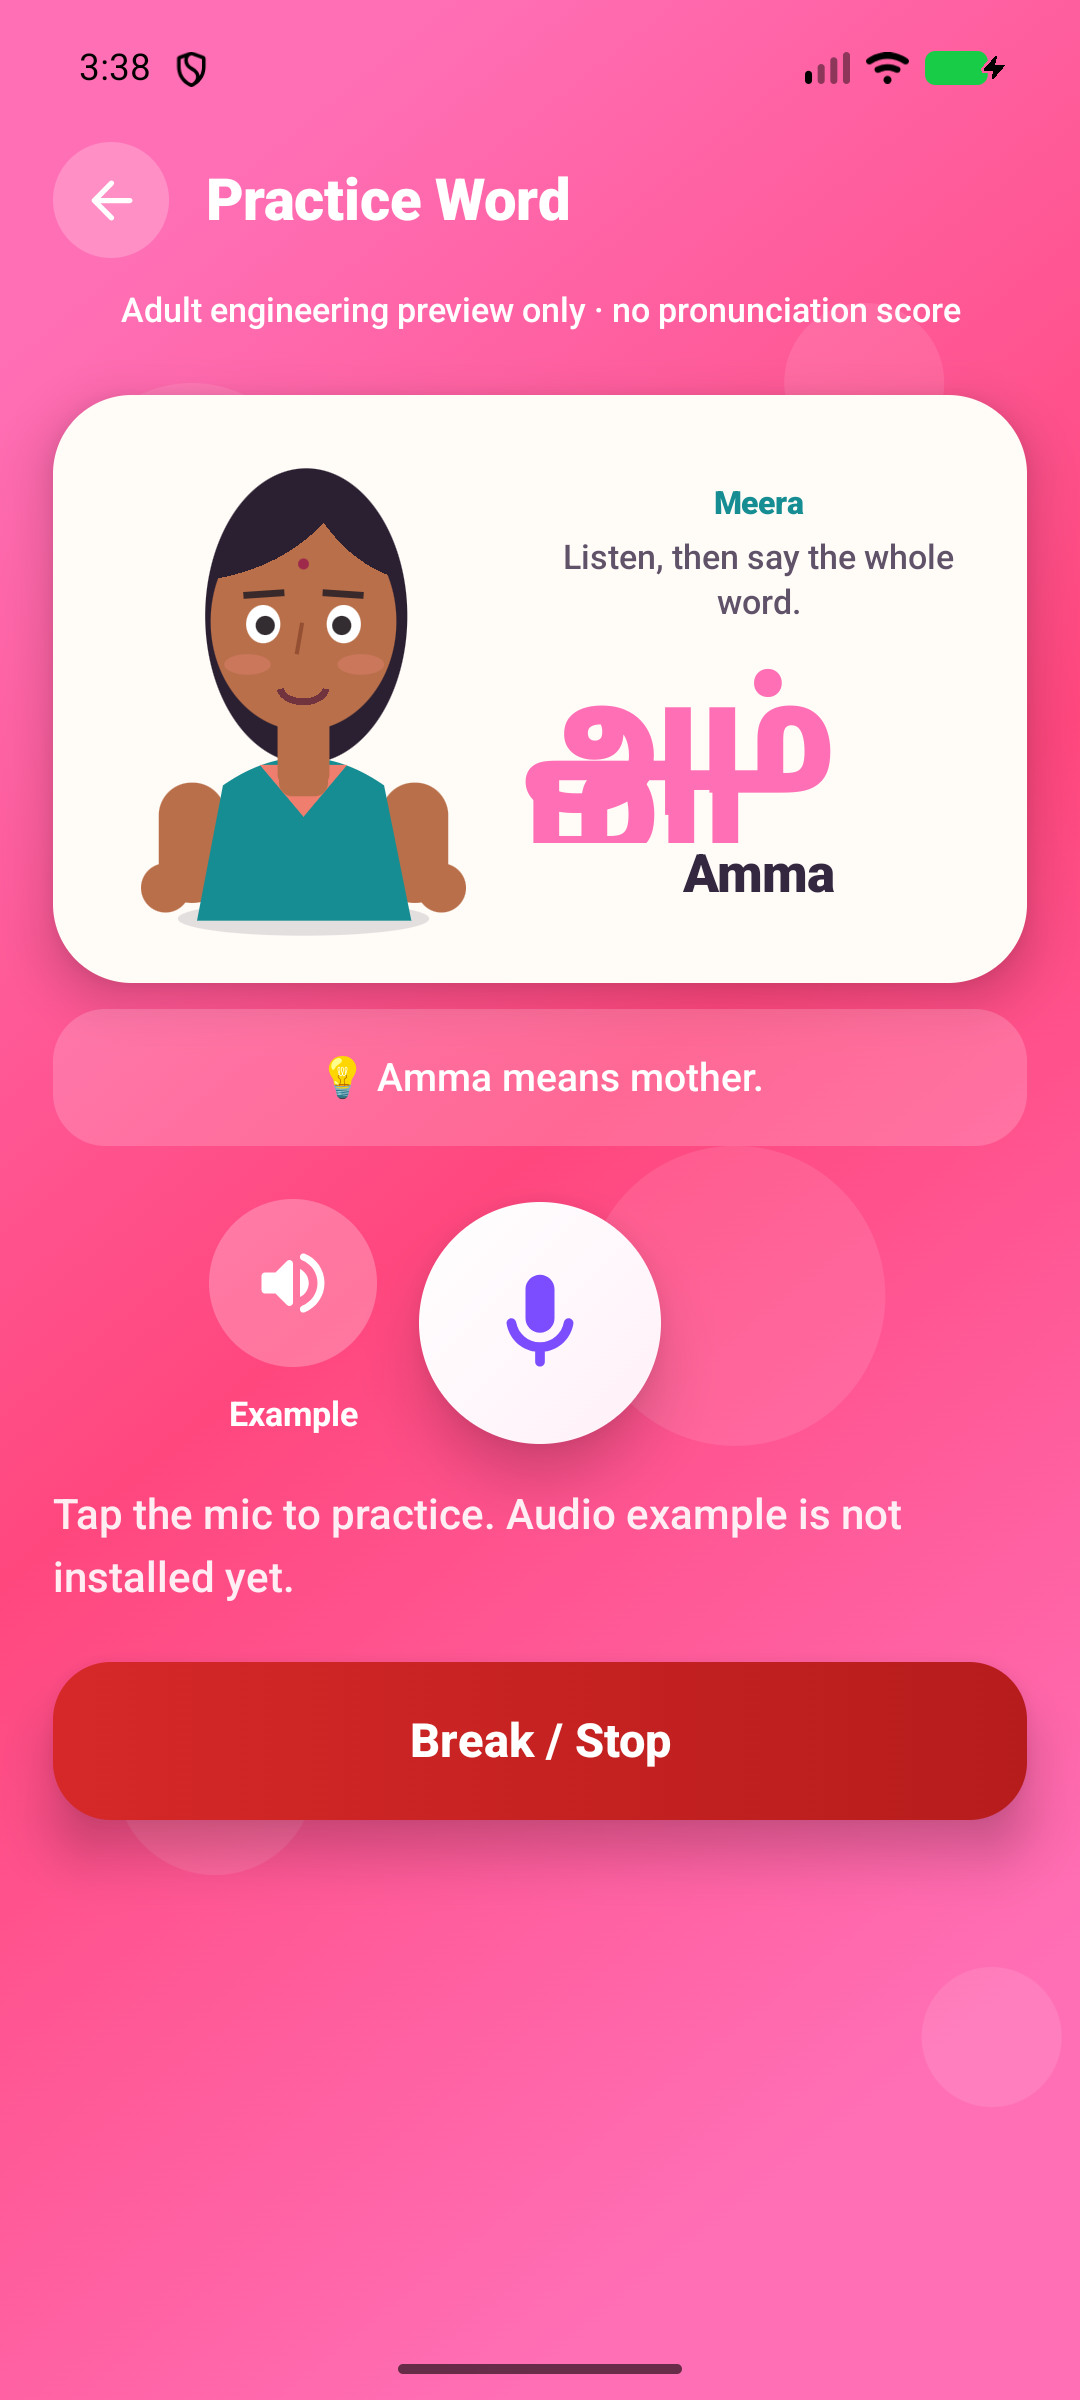 3:38
Practice Word
Adult engineering preview only · no pronunciation score
Meera
Listen, then say the whole
word.
Amma
💡 Amma means mother.
Example
Tap the mic to practice. Audio example is not
installed yet.
Break / Stop